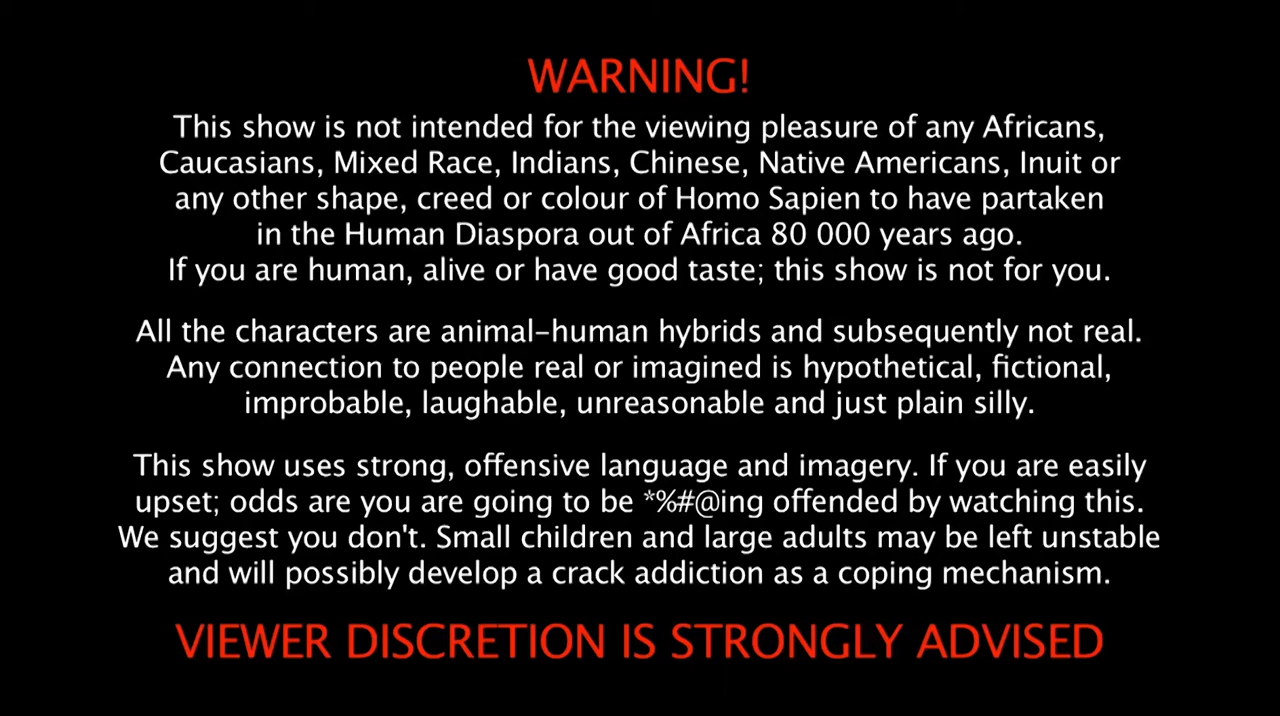 WARNING!
This show is not intended for the viewing pleasure of any Africans,
Caucasians, Mixed Race, Indians, Chinese, Native Americans, Inuit or
any other shape, creed or colour of Homo Sapien to have partaken
in the Human Diaspora out of Africa 80 000 years ago.
If you are human, alive or have good taste; this show is not for you.
All the characters are animal-human hybrids and subsequently not real.
Any connection to people real or imagined is hypothetical, fictional,
improbable, laughable, unreasonable and just plain silly.
This show uses strong, offensive language and imagery. If you are easily
upset; odds are you are going to be *%#@ing offended by watching this.
We suggest you don't. Small children and large adults may be left unstable
and will possibly develop a crack addiction as a coping mechanism.
VIEWER DISCRETION IS STRONGLY ADVISED